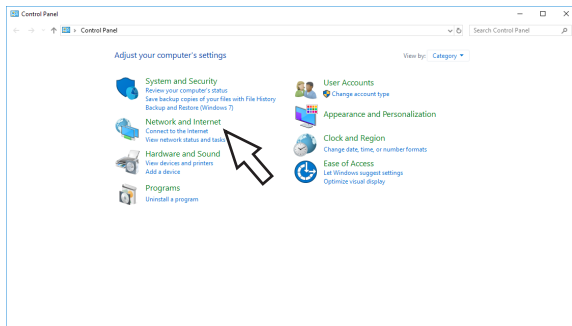 Control Panel
Control Panel
Search Control Panel
Adjust your computer's settings
View by: Category
System and Security
Review your computer's status
Save backup copies of your files with File History
Backup and Restore (Windows 7)
Network and Internet
Connect to the Internet
View network status and tasks
Hardware and Sound
View devices and printers
Add a device
Programs
Uninstall a program
User Accounts
Change account type
Appearance and Personalization
Clock and Region
Change date, time, or number formats
Ease of Access
Let Windows suggest settings
Optimize visual display